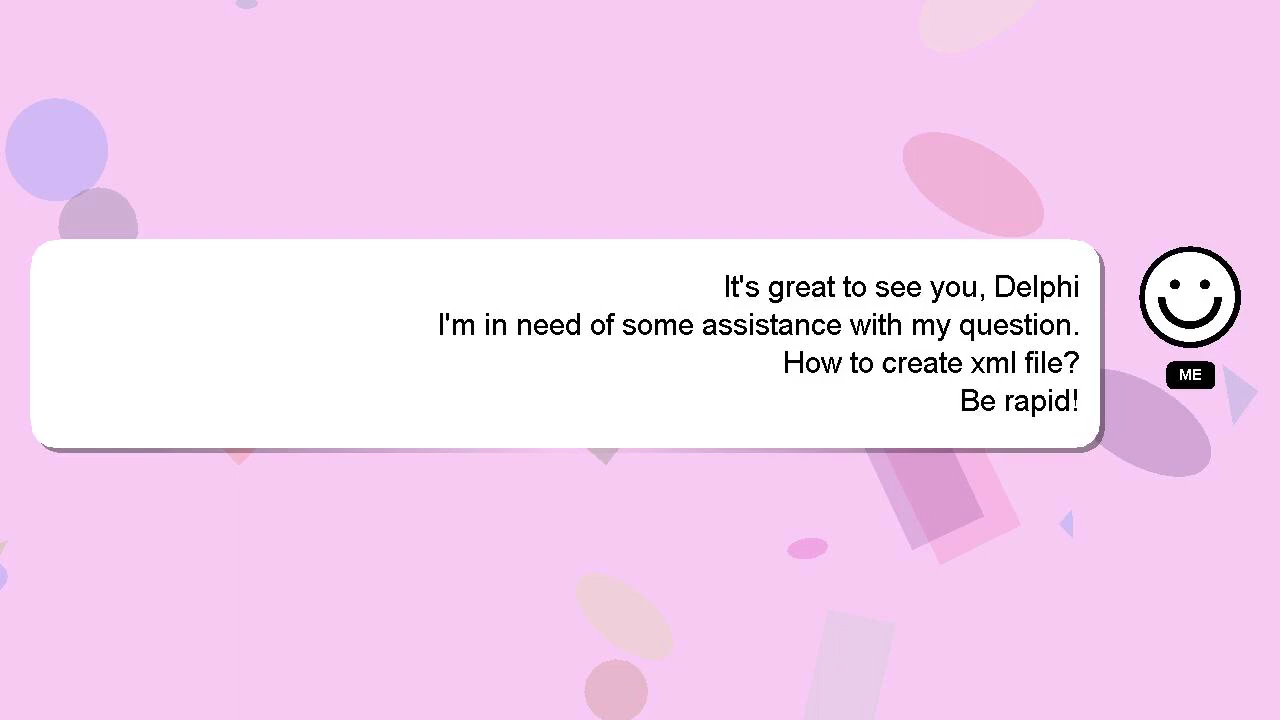 It's great to see you, Delphi
I'm in need of some assistance with my question.
How to create xml file?
Be rapid!
ME